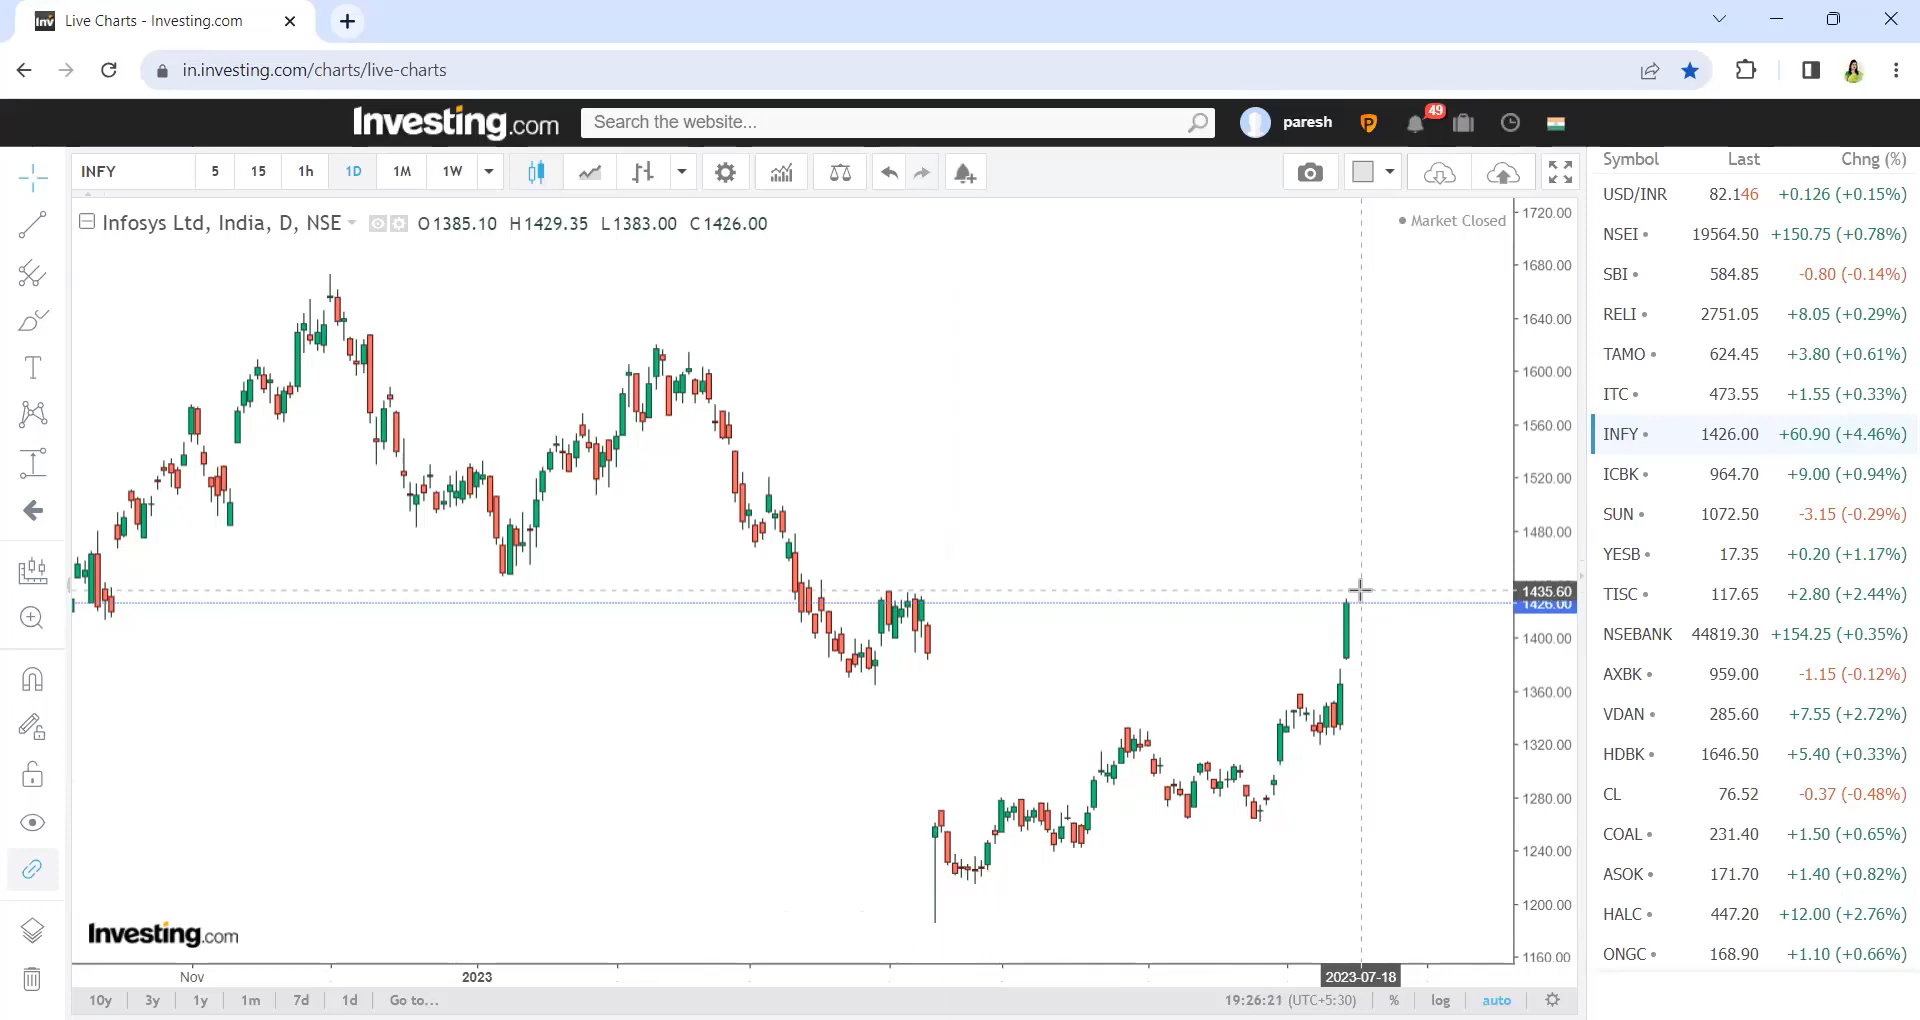 Inv Live Charts - Investing.com
in.investing.com/charts/live-charts
Investing.com
Search the website...
paresh
P
49
INFY 5 15 1h 1D 1M 1W
Infosys Ltd, India, D, NSE O1385.10 H1429.35 L1383.00 C1426.00
Market Closed
1720.00
1680.00
1640.00
1600.00
1560.00
1520.00
1480.00
1435.60
1426.00
1400.00
1360.00
1320.00
1280.00
1240.00
1200.00
1160.00
Investing.com
Nov 2023 2023-07-18
10y 3y 1y 1m 7d 1d Go to... 19:26:21 (UTC+5:30) % log auto
Symbol Last Chng (%)
USD/INR 82.146 +0.126 (+0.15%)
NSEI 19564.50 +150.75 (+0.78%)
SBI 584.85 -0.80 (-0.14%)
RELI 2751.05 +8.05 (+0.29%)
TAMO 624.45 +3.80 (+0.61%)
ITC 473.55 +1.55 (+0.33%)
INFY 1426.00 +60.90 (+4.46%)
ICBK 964.70 +9.00 (+0.94%)
SUN 1072.50 -3.15 (-0.29%)
YESB 17.35 +0.20 (+1.17%)
TISC 117.65 +2.80 (+2.44%)
NSEBANK 44819.30 +154.25 (+0.35%)
AXBK 959.00 -1.15 (-0.12%)
VDAN 285.60 +7.55 (+2.72%)
HDBK 1646.50 +5.40 (+0.33%)
CL 76.52 -0.37 (-0.48%)
COAL 231.40 +1.50 (+0.65%)
ASOK 171.70 +1.40 (+0.82%)
HALC 447.20 +12.00 (+2.76%)
ONGC 168.90 +1.10 (+0.66%)